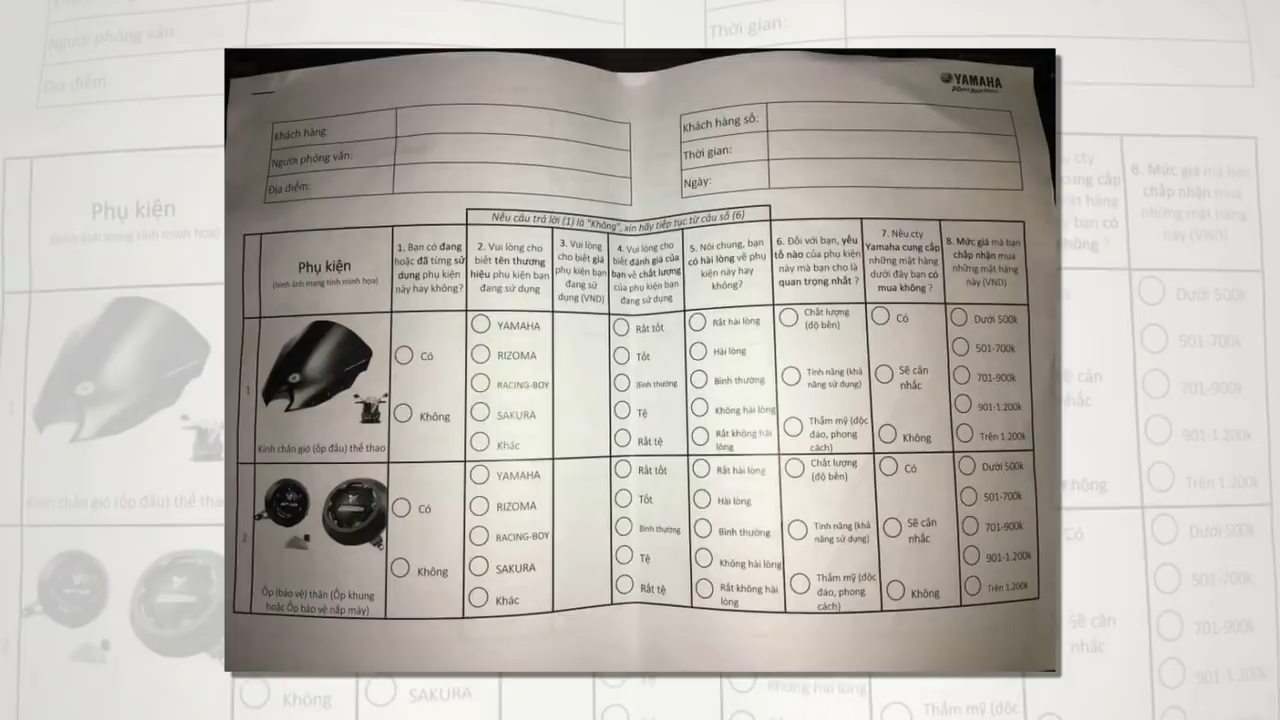 YAMAHA
Khách hàng:
Người phỏng vấn:
Địa điểm:
Khách hàng số:
Thời gian:
Ngày:
Nếu câu trả lời (1) là "Không", xin hãy tiếp tục từ câu số (6)
Phụ kiện
(hình ảnh mang tính minh họa)
1. Bạn có đang
hoặc đã từng sử
dụng phụ kiện
này hay không?
2. Vui lòng cho
biết tên thương
hiệu phụ kiện bạn
đang sử dụng
3. Vui lòng
cho biết giá
phụ kiện bạn
đang sử
dụng (VND)
4. Vui lòng cho
biết đánh giá của
bạn về chất lượng
của phụ kiện bạn
đang sử dụng
5. Nói chung, bạn
có hài lòng về phụ
kiện này hay
không?
6. Đối với bạn, yếu
tố nào của phụ kiện
này mà bạn cho là
quan trọng nhất ?
7. Nếu cty
Yamaha cung cấp
những mặt hàng
dưới đây bạn có
mua không ?
8. Mức giá mà bạn
chấp nhận mua
những mặt hàng
này (VND)
1
Kính chắn gió (ốp đầu) thể thao
Có
Không
YAMAHA
RIZOMA
RACING-BOY
SAKURA
Khác
Rất tốt
Tốt
Bình thường
Tệ
Rất tệ
Rất hài lòng
Hài lòng
Bình thường
Không hài lòng
Rất không hài
lòng
Chất lượng
(độ bền)
Tính năng (khả
năng sử dụng)
Thẩm mỹ (độc
đáo, phong
cách)
Có
Sẽ cân
nhắc
Không
Dưới 500k
501-700k
701-900k
901-1.200k
Trên 1.200k
2
Ốp (bảo vệ) thân (Ốp khung
hoặc Ốp bảo vệ nắp máy)
Có
Không
YAMAHA
RIZOMA
RACING-BOY
SAKURA
Khác
Rất tốt
Tốt
Bình thường
Tệ
Rất tệ
Rất hài lòng
Hài lòng
Bình thường
Không hài lòng
Rất không hài
lòng
Chất lượng
(độ bền)
Tính năng (khả
năng sử dụng)
Thẩm mỹ (độc
đáo, phong
cách)
Có
Sẽ cân
nhắc
Không
Dưới 500k
501-700k
701-900k
901-1.200k
Trên 1.200k